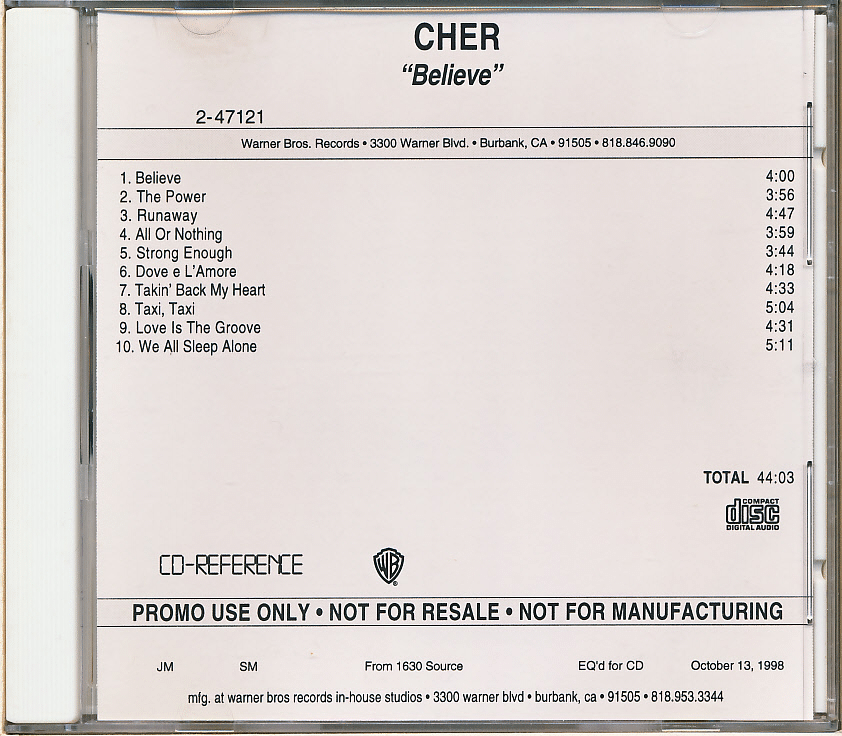 CHER
“Believe”
2-47121
Warner Bros. Records • 3300 Warner Blvd. • Burbank, CA • 91505 • 818.846.9090
1. Believe 4:00
2. The Power 3:56
3. Runaway 4:47
4. All Or Nothing 3:59
5. Strong Enough 3:44
6. Dove e L'Amore 4:18
7. Takin' Back My Heart 4:33
8. Taxi, Taxi 5:04
9. Love Is The Groove 4:31
10. We All Sleep Alone 5:11
TOTAL 44:03
COMPACT
disc
DIGITAL AUDIO
CD-REFERENCE WB ®
PROMO USE ONLY • NOT FOR RESALE • NOT FOR MANUFACTURING
JM SM From 1630 Source EQ'd for CD October 13, 1998
mfg. at warner bros records in-house studios • 3300 warner blvd • burbank, ca • 91505 • 818.953.3344